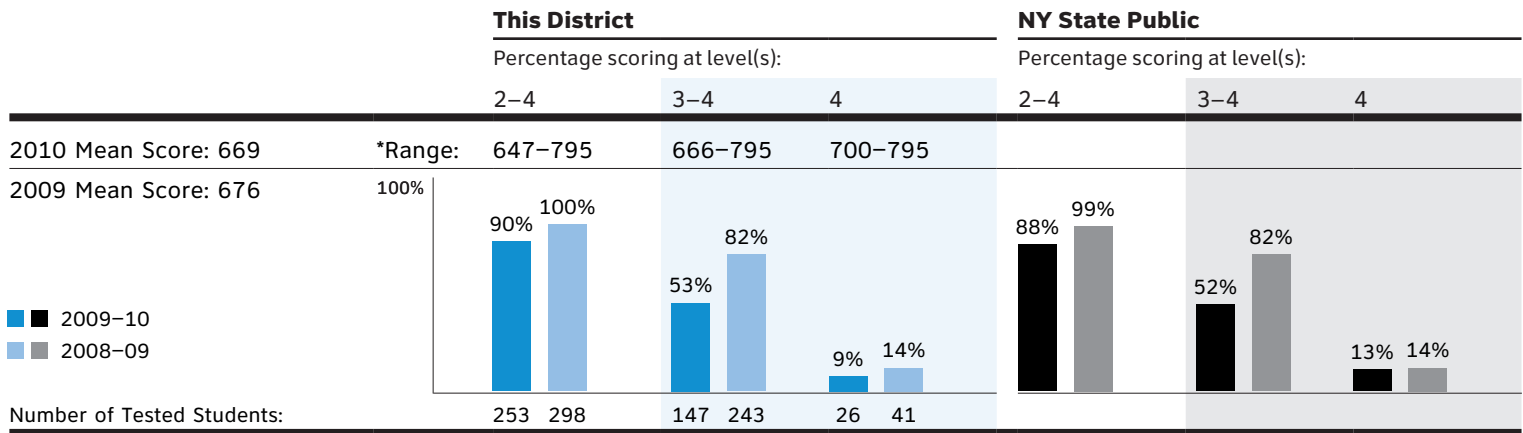 This District NY State Public
Percentage scoring at level(s): Percentage scoring at level(s):
2–4 3–4 4 2–4 3–4 4
2010 Mean Score: 669 *Range: 647–795 666–795 700–795
2009 Mean Score: 676 100%
90% 100% 53% 82% 9% 14% 88% 99% 52% 82% 13% 14%
2009–10
2008–09
Number of Tested Students: 253 298 147 243 26 41